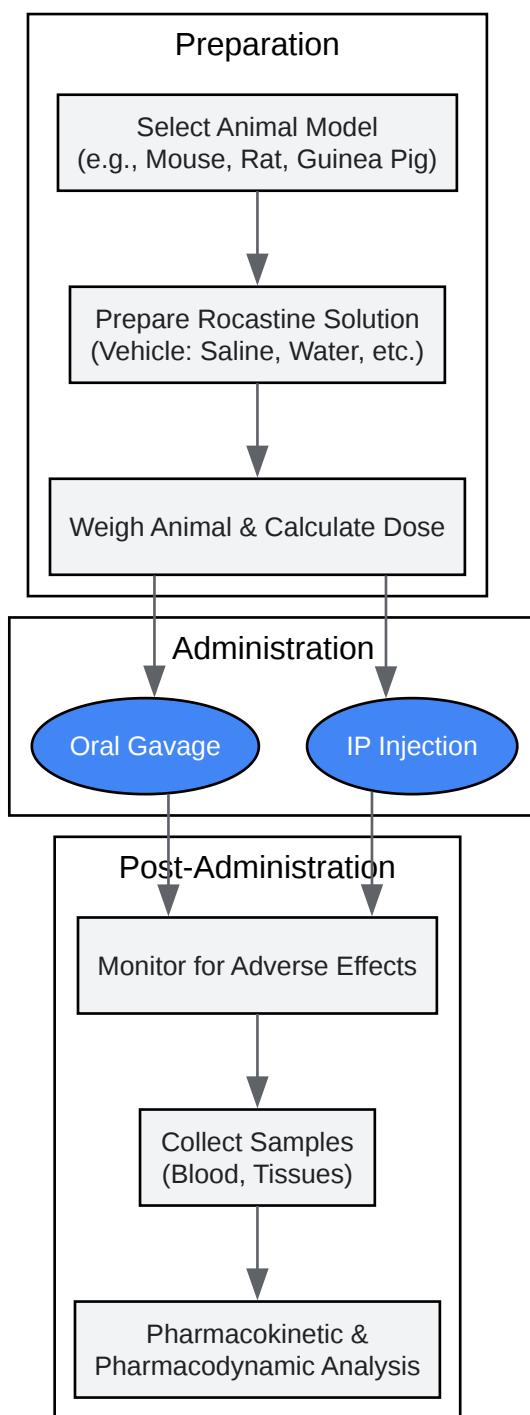 Preparation
Select Animal Model
(e.g., Mouse, Rat, Guinea Pig)
Prepare Rocastine Solution
(Vehicle: Saline, Water, etc.)
Weigh Animal & Calculate Dose
Administration
Oral Gavage
IP Injection
Post-Administration
Monitor for Adverse Effects
Collect Samples
(Blood, Tissues)
Pharmacokinetic &
Pharmacodynamic Analysis